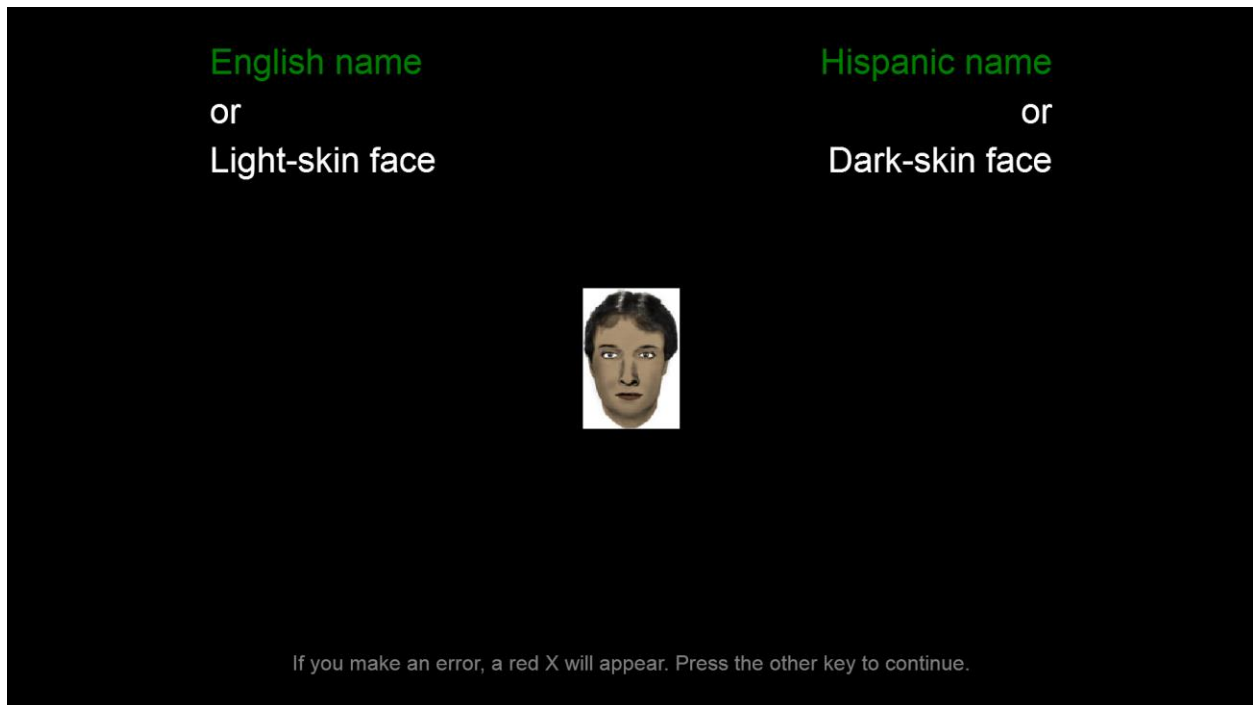 English name
or
Light-skin face
Hispanic name
or
Dark-skin face
If you make an error, a red X will appear. Press the other key to continue.